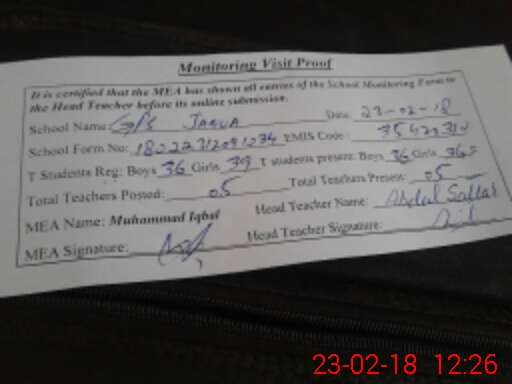 Monitoring Visit Proof
It is certified that the MEA has shown all entries of the School Monitoring Form to
the Head Teacher before its online submission.
School Name: GPS JAGUA Date: 23-02-18
School Form No: EMIS Code:
T Students Reg: Boys 36 Girls 39 T students present: Boys 36 Girls 36
Total Teachers Posted: 05 Total Teachers Present: 05
MEA Name: Muhammad Iqbal Head Teacher Name: Abdul Sattar
MEA Signature: Head Teacher Signature:
23-02-18 12:26